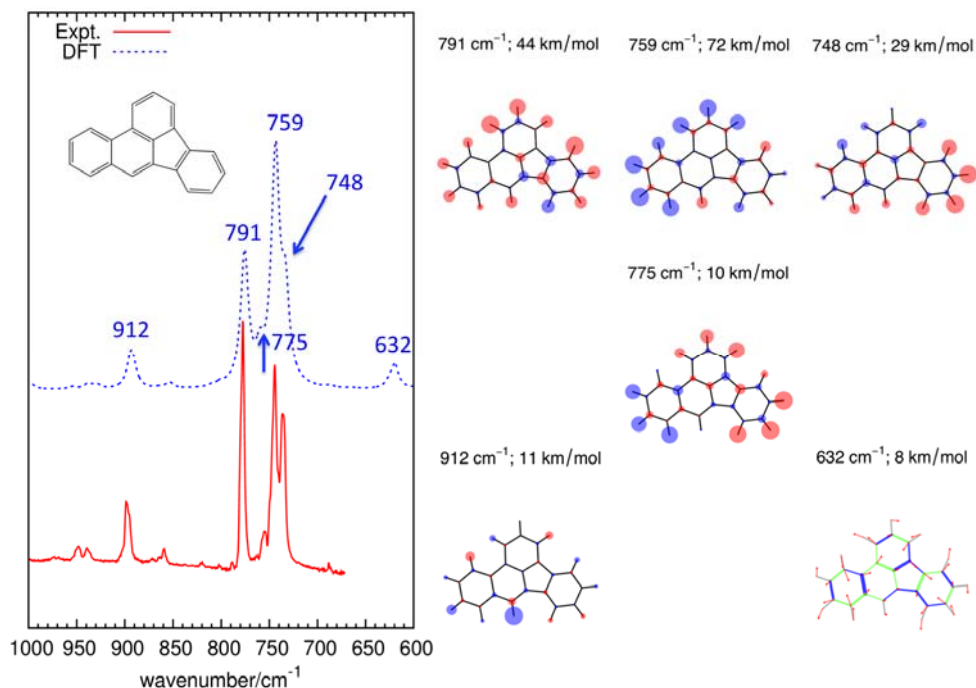 Expt.
DFT
759
748
791
775
912
632
1000 950 900 850 800 750 700 650 600
wavenumber/cm⁻¹
791 cm⁻¹; 44 km/mol
759 cm⁻¹; 72 km/mol
748 cm⁻¹; 29 km/mol
775 cm⁻¹; 10 km/mol
912 cm⁻¹; 11 km/mol
632 cm⁻¹; 8 km/mol